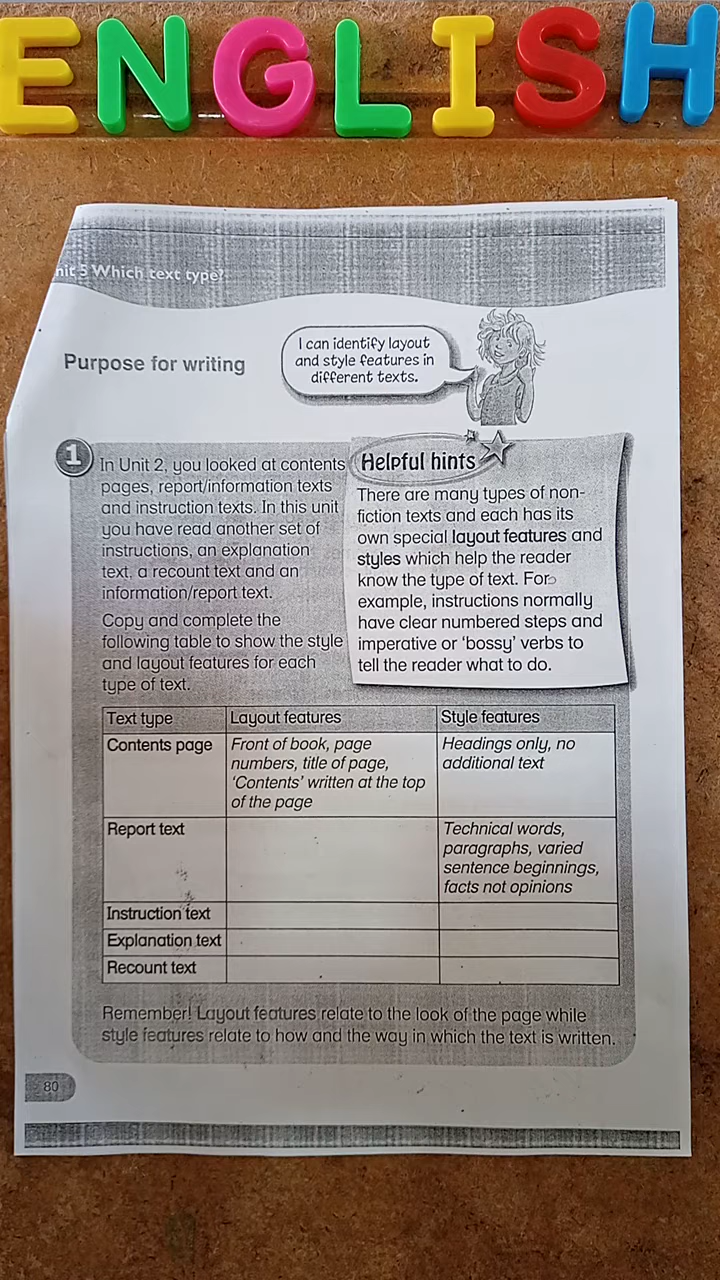 ENGLISH
nit 5 Which text type?
Purpose for writing
I can identify layout
and style features in
different texts.
1
In Unit 2, you looked at contents
pages, report/information texts
and instruction texts. In this unit
you have read another set of
instructions, an explanation
text, a recount text and an
information/report text.
Copy and complete the
following table to show the style
and layout features for each
type of text.
Helpful hints
There are many types of non-
fiction texts and each has its
own special layout features and
styles which help the reader
know the type of text. For
example, instructions normally
have clear numbered steps and
imperative or 'bossy' verbs to
tell the reader what to do.
Text type Layout features Style features
Contents page Front of book, page Headings only, no
numbers, title of page, additional text
'Contents' written at the top
of the page
Report text Technical words,
paragraphs, varied
sentence beginnings,
facts not opinions
Instruction text
Explanation text
Recount text
Remember! Layout features relate to the look of the page while
style features relate to how and the way in which the text is written.
80